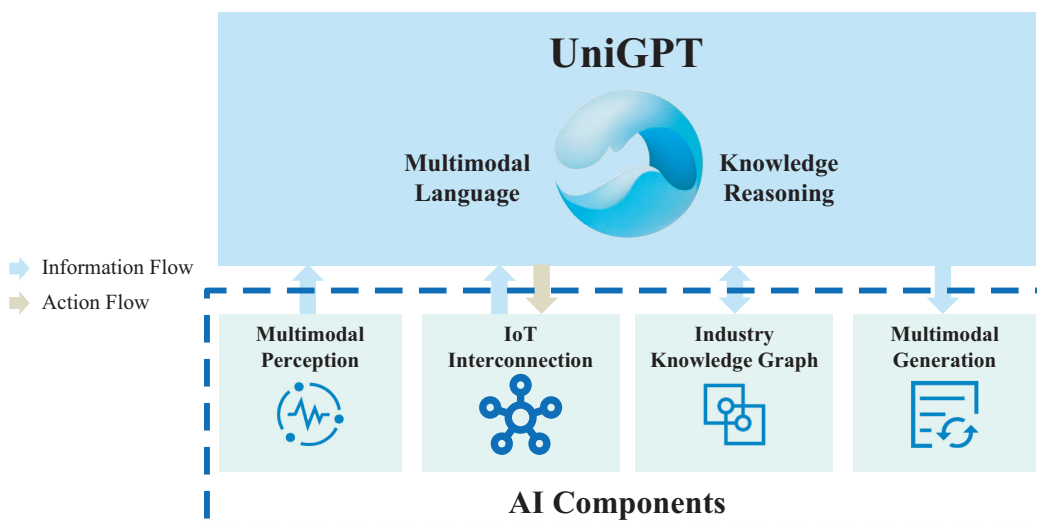 UniGPT
Multimodal
Language
Knowledge
Reasoning
Information Flow
Action Flow
Multimodal
Perception
IoT
Interconnection
Industry
Knowledge Graph
Multimodal
Generation
AI Components